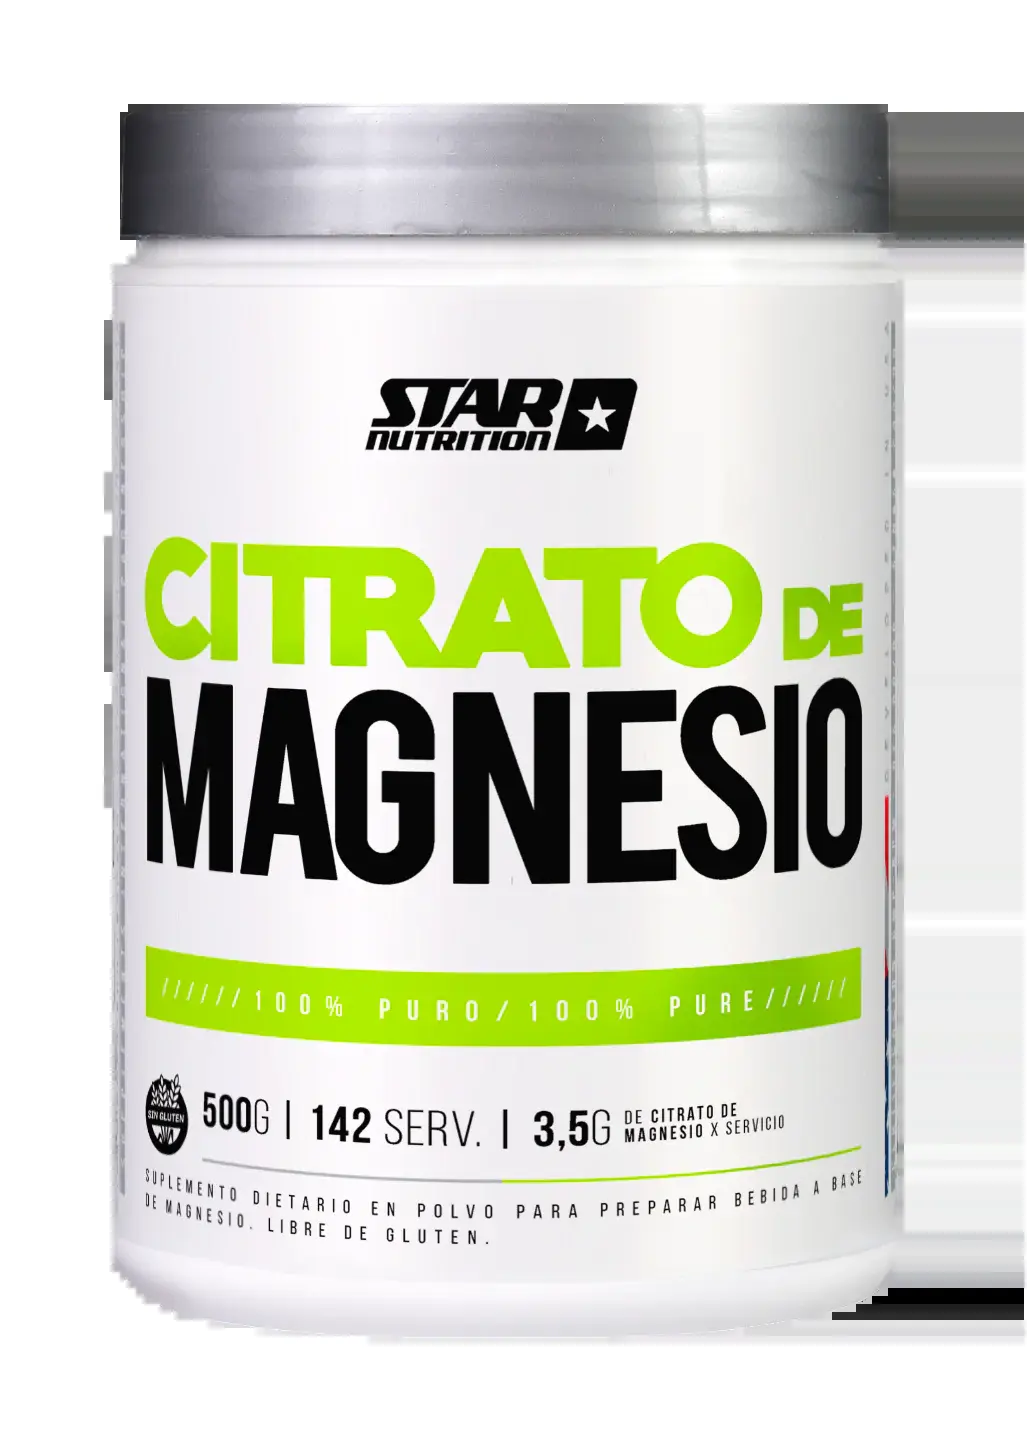 STAR
NUTRITION
CITRATO DE
MAGNESIO
//////100% PURO/100% PURE//////
SIN GLUTEN
500G | 142 SERV. | 3,5G DE CITRATO DE
MAGNESIO X SERVICIO
SUPLEMENTO DIETARIO EN POLVO PARA PREPARAR BEBIDA A BASE
DE MAGNESIO. LIBRE DE GLUTEN.